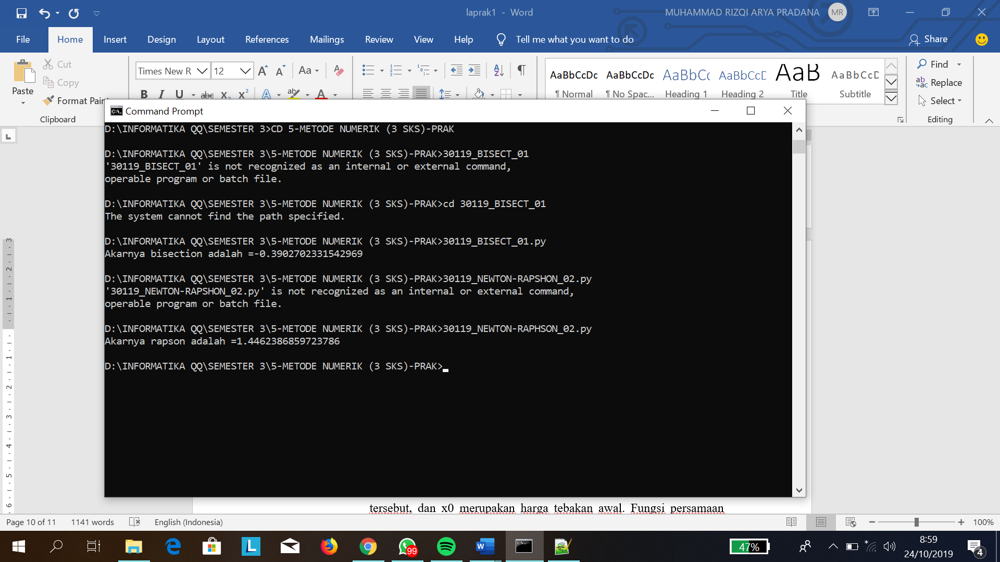 laprak1 - Word
MUHAMMAD RIZQI ARYA PRADANA
MR
File
Home
Insert
Design
Layout
References
Mailings
Review
View
Help
Tell me what you want to do
Share
Paste
Cut
Copy
Format Pain
Clipboard
Times New R
12
Aa
B I U abc X₂ X²
AaBbCcDc
AaBbCcDc
AaBbCc
AaBbCcE
AaB
AaBbCcD
¶ Normal
¶ No Spac...
Heading 1
Heading 2
Title
Subtitle
Find
Replace
Select
Editing
Command Prompt
D:\INFORMATIKA QQ\SEMESTER 3>CD 5-METODE NUMERIK (3 SKS)-PRAK
D:\INFORMATIKA QQ\SEMESTER 3\5-METODE NUMERIK (3 SKS)-PRAK>30119_BISECT_01
'30119_BISECT_01' is not recognized as an internal or external command,
operable program or batch file.
D:\INFORMATIKA QQ\SEMESTER 3\5-METODE NUMERIK (3 SKS)-PRAK>cd 30119_BISECT_01
The system cannot find the path specified.
D:\INFORMATIKA QQ\SEMESTER 3\5-METODE NUMERIK (3 SKS)-PRAK>30119_BISECT_01.py
Akarnya bisection adalah =-0.3902702331542969
D:\INFORMATIKA QQ\SEMESTER 3\5-METODE NUMERIK (3 SKS)-PRAK>30119_NEWTON-RAPSHON_02.py
'30119_NEWTON-RAPSHON_02.py' is not recognized as an internal or external command,
operable program or batch file.
D:\INFORMATIKA QQ\SEMESTER 3\5-METODE NUMERIK (3 SKS)-PRAK>30119_NEWTON-RAPHSON_02.py
Akarnya rapson adalah =1.4462386859723786
D:\INFORMATIKA QQ\SEMESTER 3\5-METODE NUMERIK (3 SKS)-PRAK>
tersebut, dan x0 merupakan harga tebakan awal. Fungsi persamaan
Page 10 of 11
1141 words
English (Indonesia)
100%
99
47%
8:59
24/10/2019
4